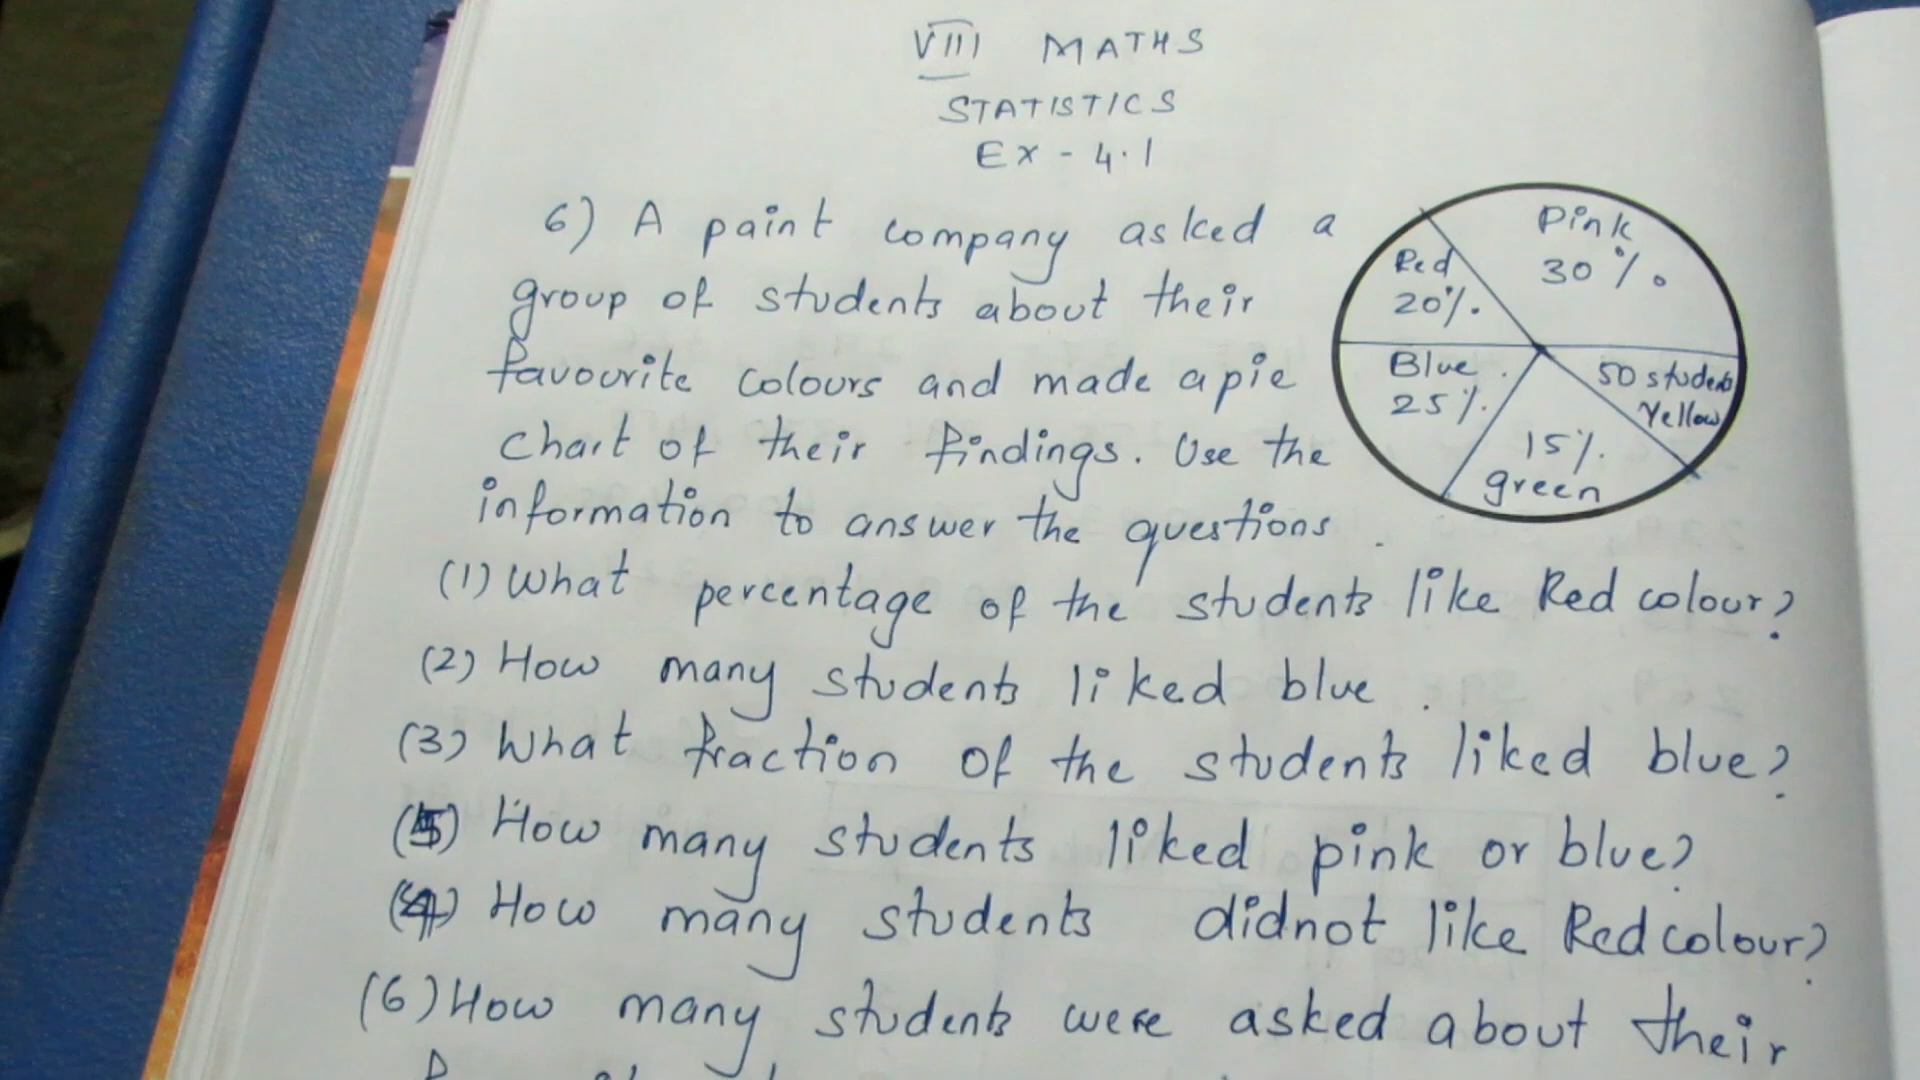 VIII MATHS
STATISTICS
EX - 4.1
6) A paint company asked a
group of students about their
favourite colours and made a pie
chart of their findings. Use the
information to answer the questions.
Pink
30%
Red
20%
Blue
25%
50 students
Yellow
15%
green
(1) What percentage of the students like Red colour?
(2) How many students liked blue.
(3) What fraction of the students liked blue?
(5) How many students liked pink or blue?
(4) How many students didnot like Red colour?
(6) How many students were asked about their